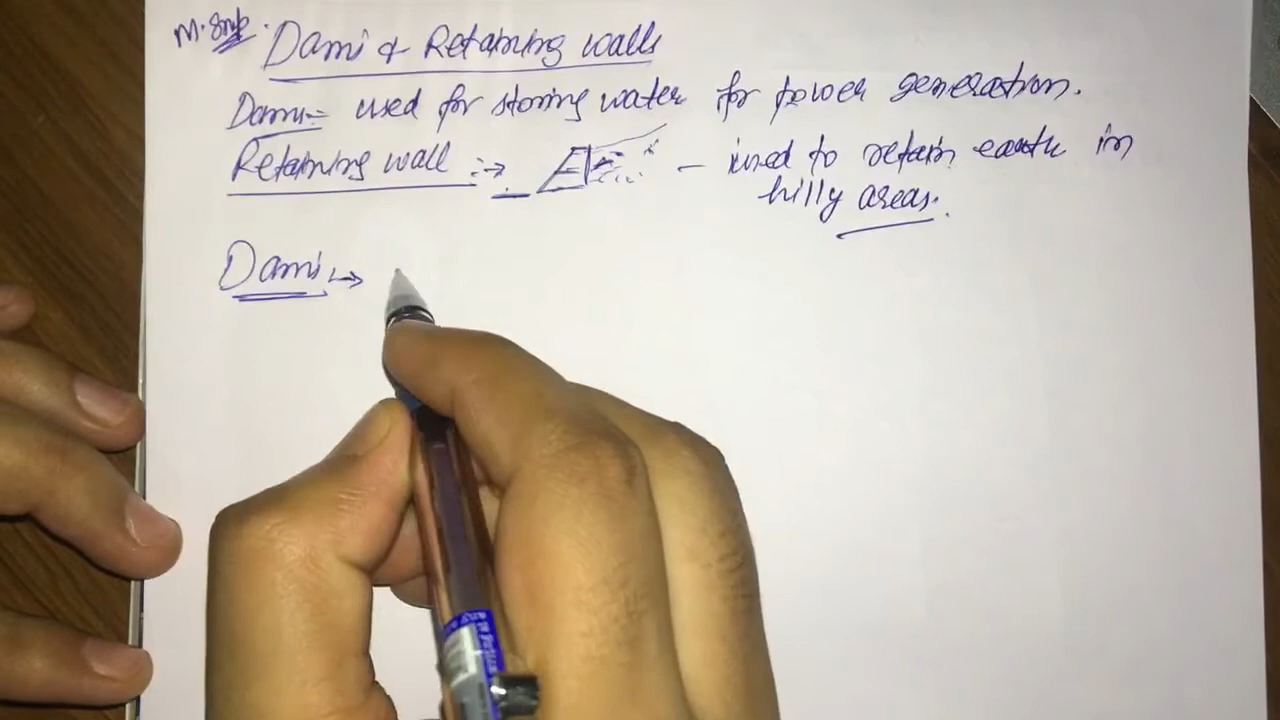 M. Imp. Dams & Retaining walls
Dams:- used for storing water for power generation.
Retaining wall :→ - used to retain earth in
hilly areas.
Dams →